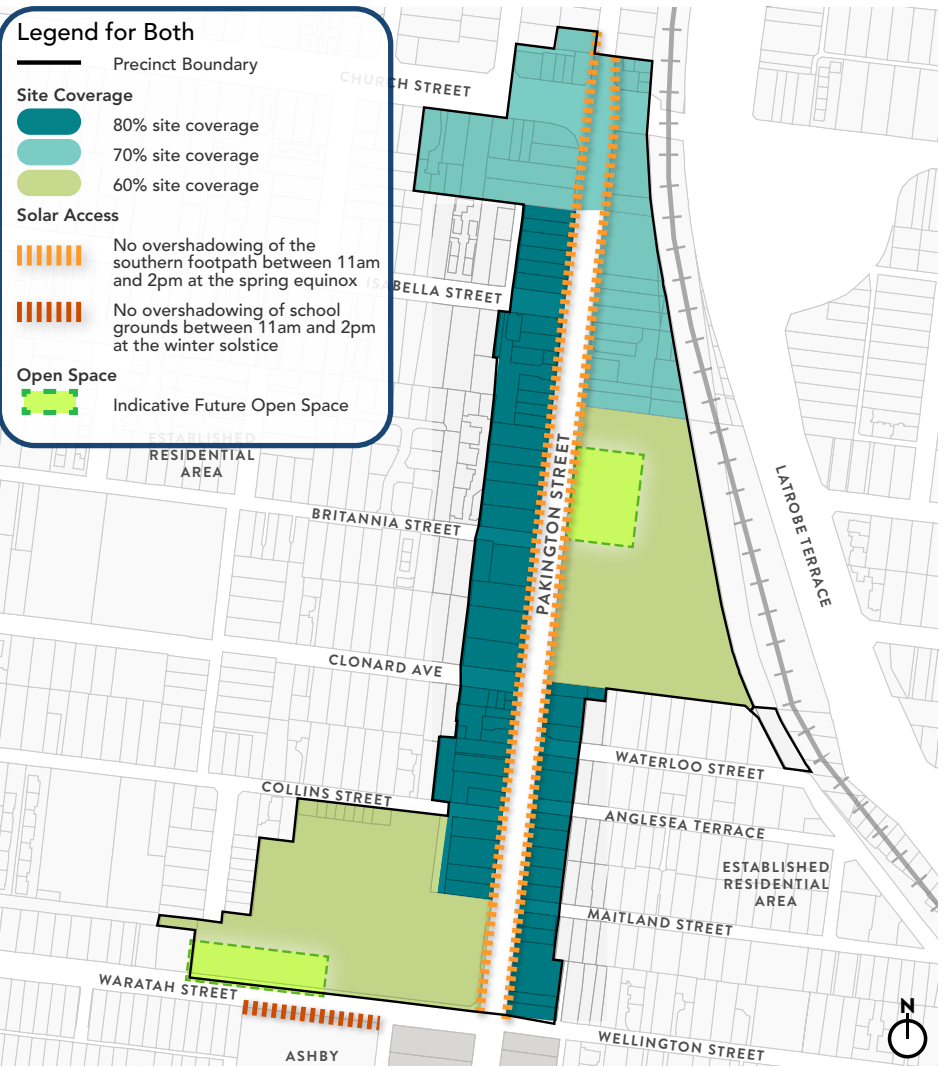 Legend for Both
Precinct Boundary
Site Coverage
80% site coverage
70% site coverage
60% site coverage
Solar Access
No overshadowing of the
southern footpath between 11am
and 2pm at the spring equinox
No overshadowing of school
grounds between 11am and 2pm
at the winter solstice
Open Space
Indicative Future Open Space
CHURCH STREET
ISABELLA STREET
ESTABLISHED
RESIDENTIAL
AREA
PAKINGTON STREET
LATROBE TERRACE
BRITANNIA STREET
CLONARD AVE
WATERLOO STREET
COLLINS STREET
ANGLESEA TERRACE
ESTABLISHED
RESIDENTIAL
AREA
MAITLAND STREET
WARATAH STREET
N
WELLINGTON STREET
ASHBY